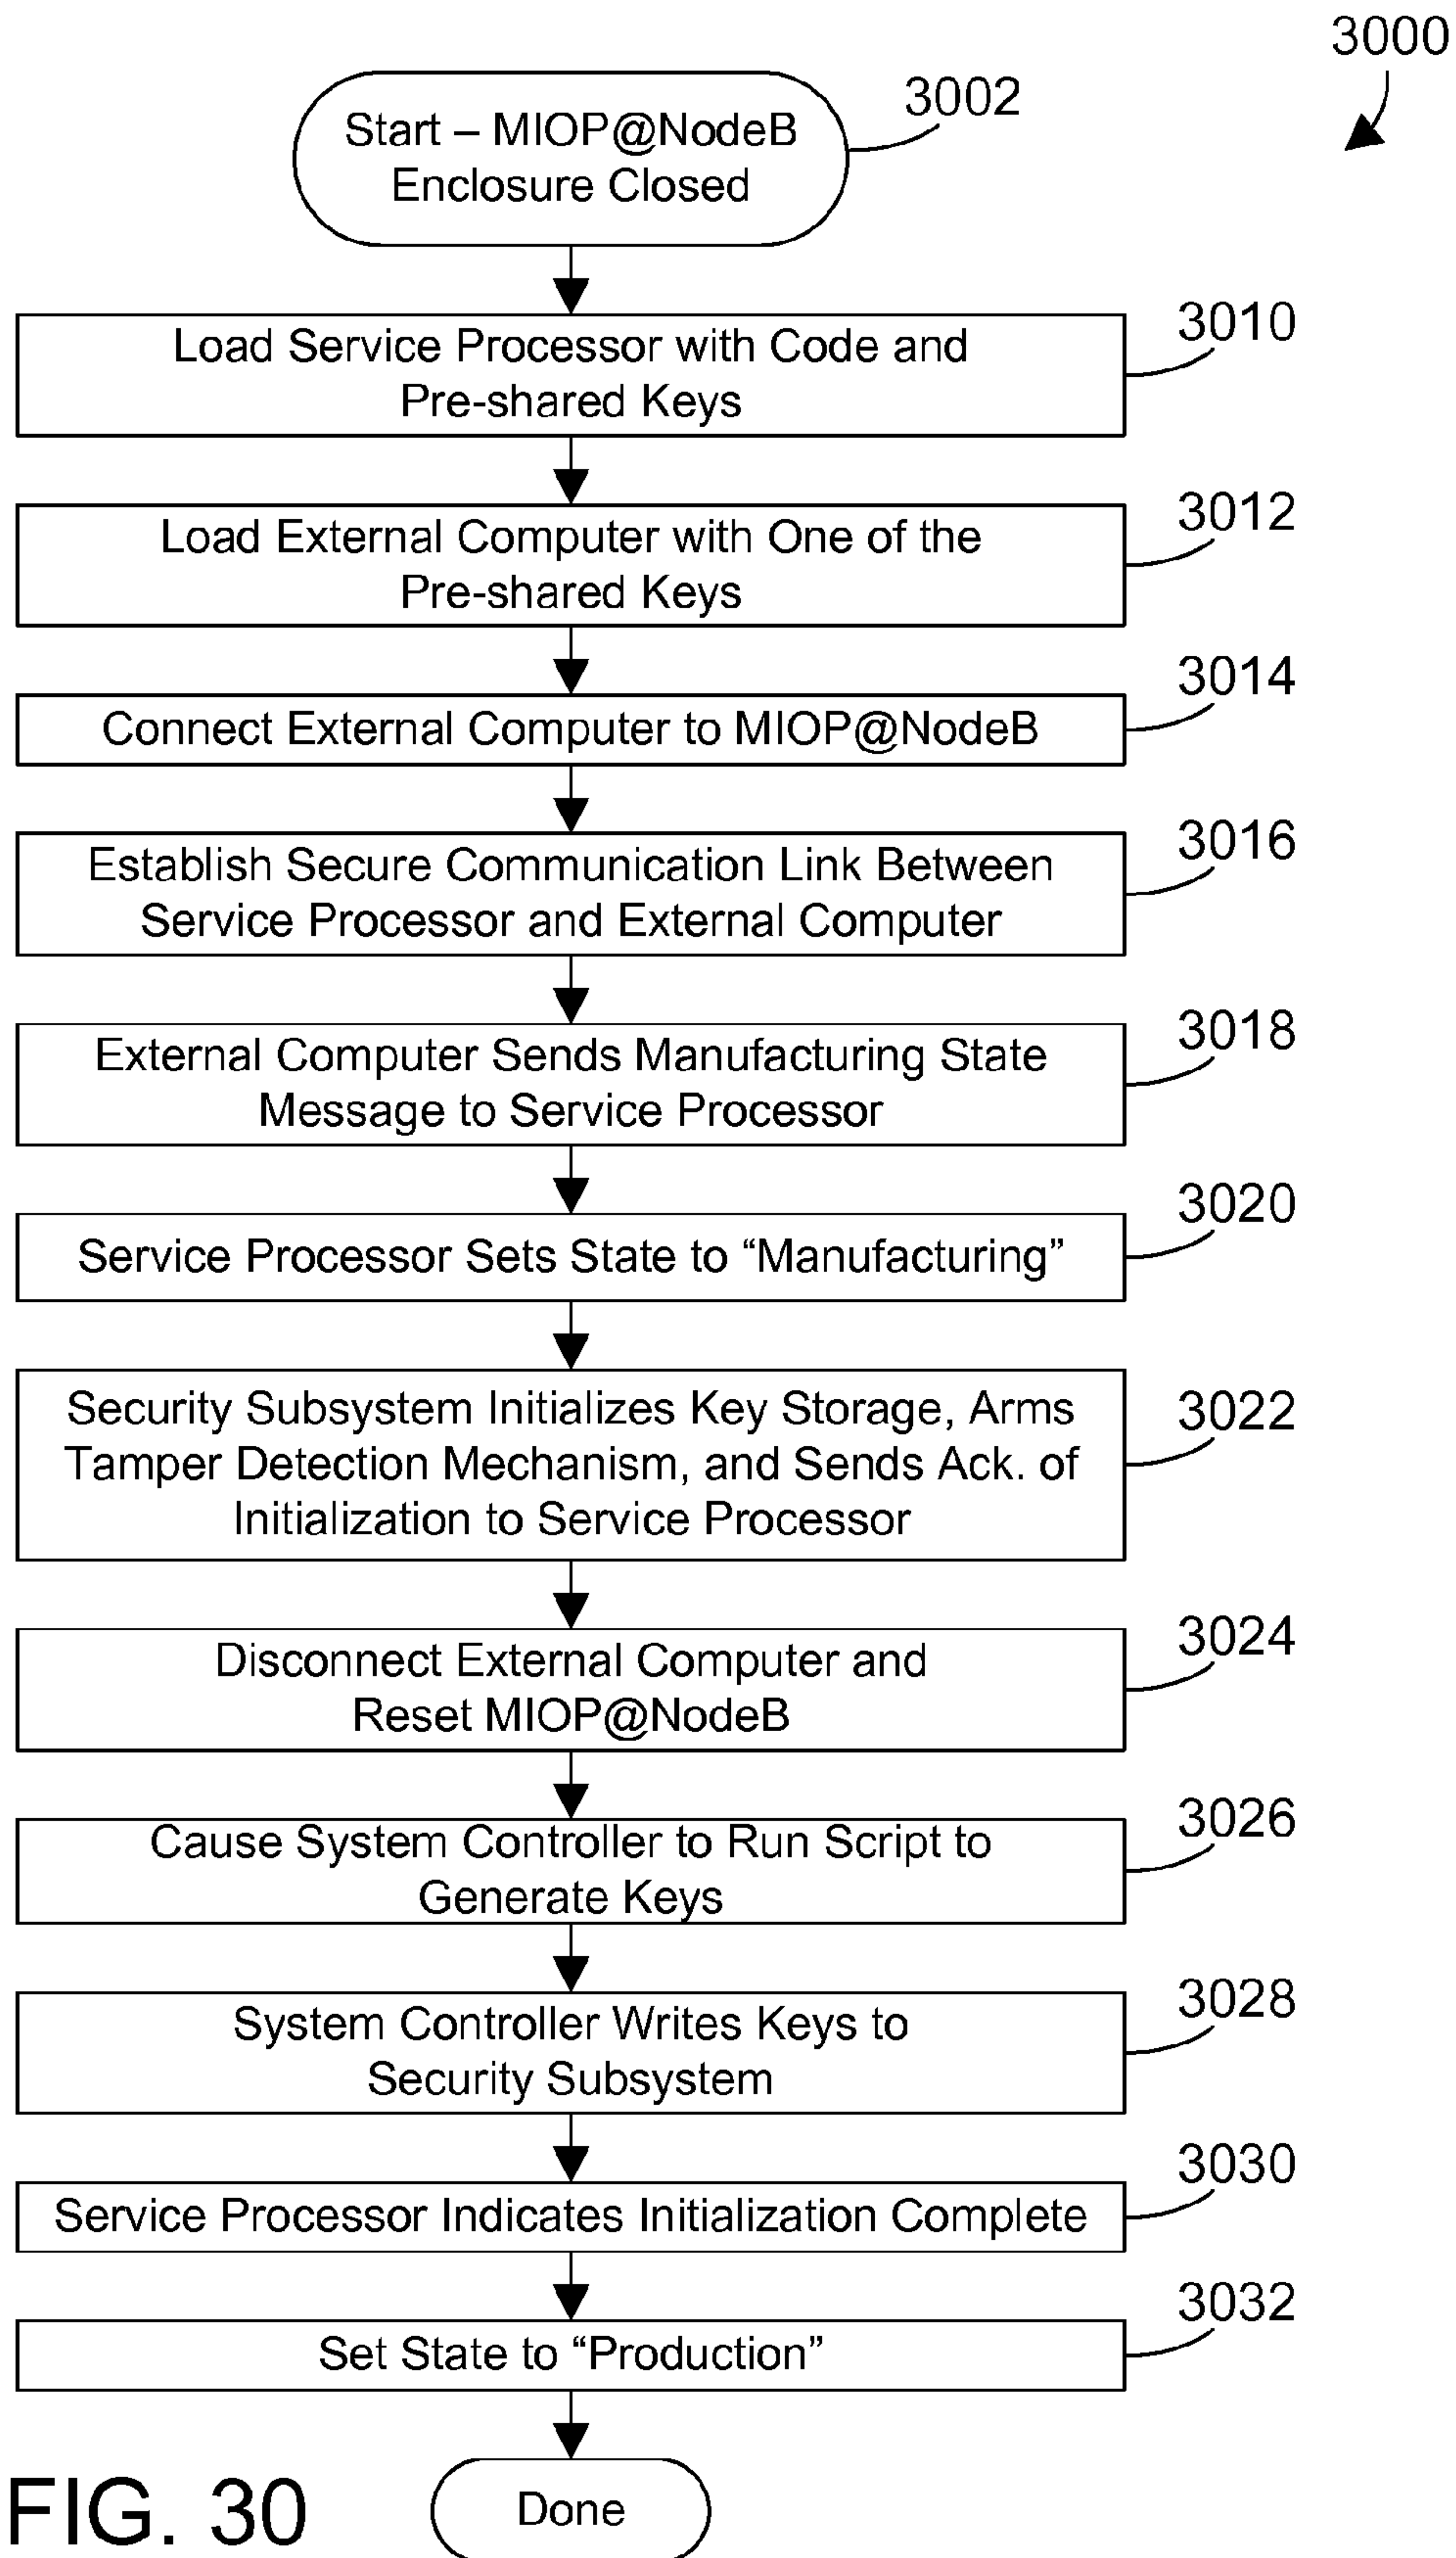 3000
3002
Start – MIOP@NodeB
Enclosure Closed
3010
Load Service Processor with Code and
Pre-shared Keys
3012
Load External Computer with One of the
Pre-shared Keys
3014
Connect External Computer to MIOP@NodeB
3016
Establish Secure Communication Link Between
Service Processor and External Computer
3018
External Computer Sends Manufacturing State
Message to Service Processor
3020
Service Processor Sets State to “Manufacturing”
3022
Security Subsystem Initializes Key Storage, Arms
Tamper Detection Mechanism, and Sends Ack. of
Initialization to Service Processor
3024
Disconnect External Computer and
Reset MIOP@NodeB
3026
Cause System Controller to Run Script to
Generate Keys
3028
System Controller Writes Keys to
Security Subsystem
3030
Service Processor Indicates Initialization Complete
3032
Set State to “Production”
Done
FIG. 30